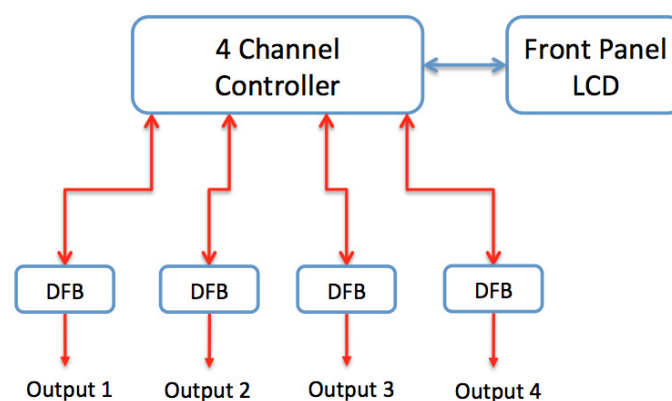 4 Channel
Controller
Front Panel
LCD
DFB
DFB
DFB
DFB
Output 1
Output 2
Output 3
Output 4